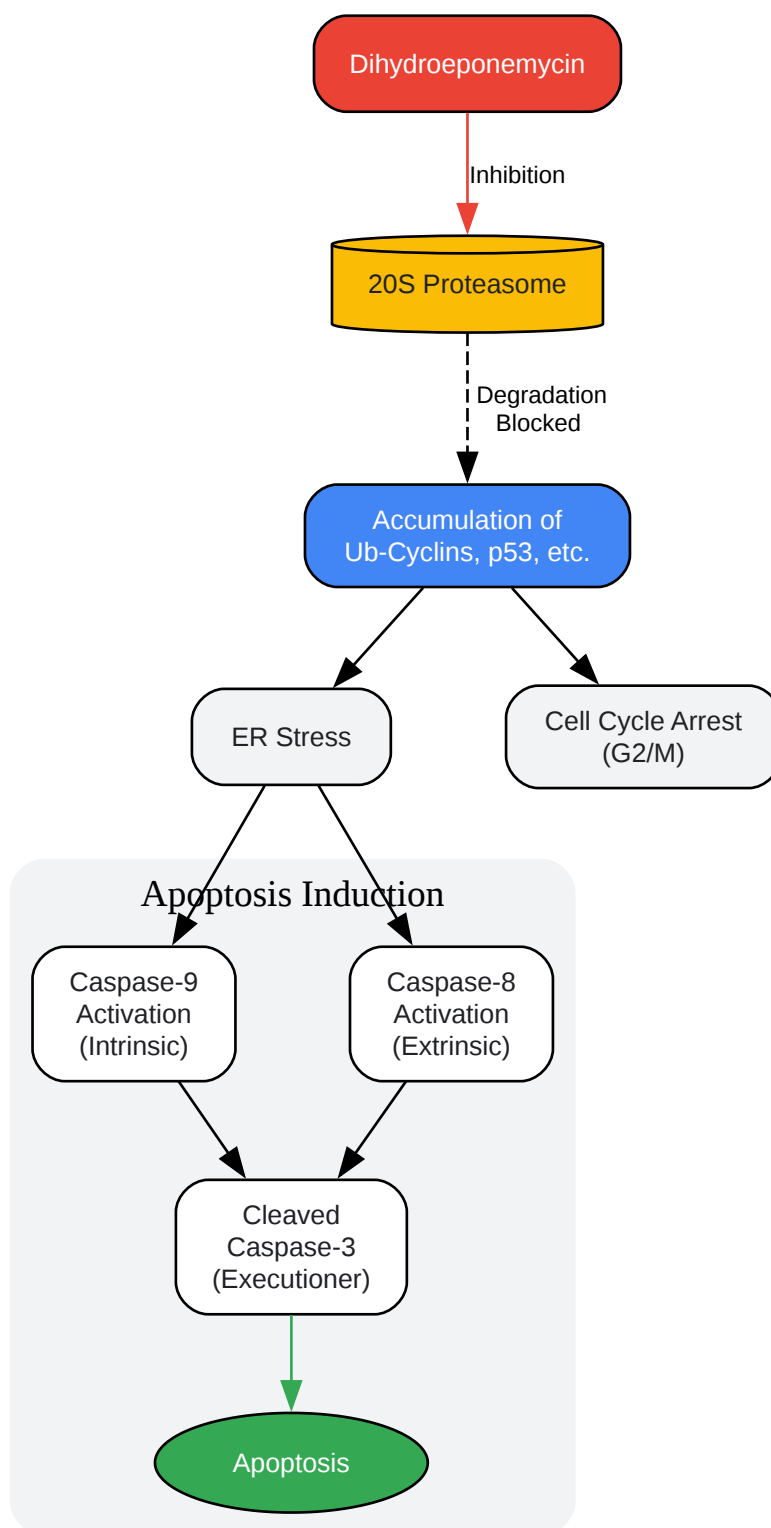 Dihydroeponemycin
Inhibition
20S Proteasome
Degradation
Blocked
Accumulation of
Ub-Cyclins, p53, etc.
ER Stress
Cell Cycle Arrest
(G2/M)
Apoptosis Induction
Caspase-9
Activation
(Intrinsic)
Caspase-8
Activation
(Extrinsic)
Cleaved
Caspase-3
(Executioner)
Apoptosis